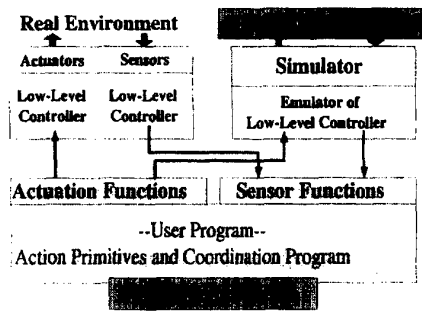 Real Environment
Actuators
Sensors
Low-Level
Controller
Low-Level
Controller
Simulator
Emulator of
Low-Level Controller
Actuation Functions
Sensor Functions
--User Program--
Action Primitives and Coordination Program